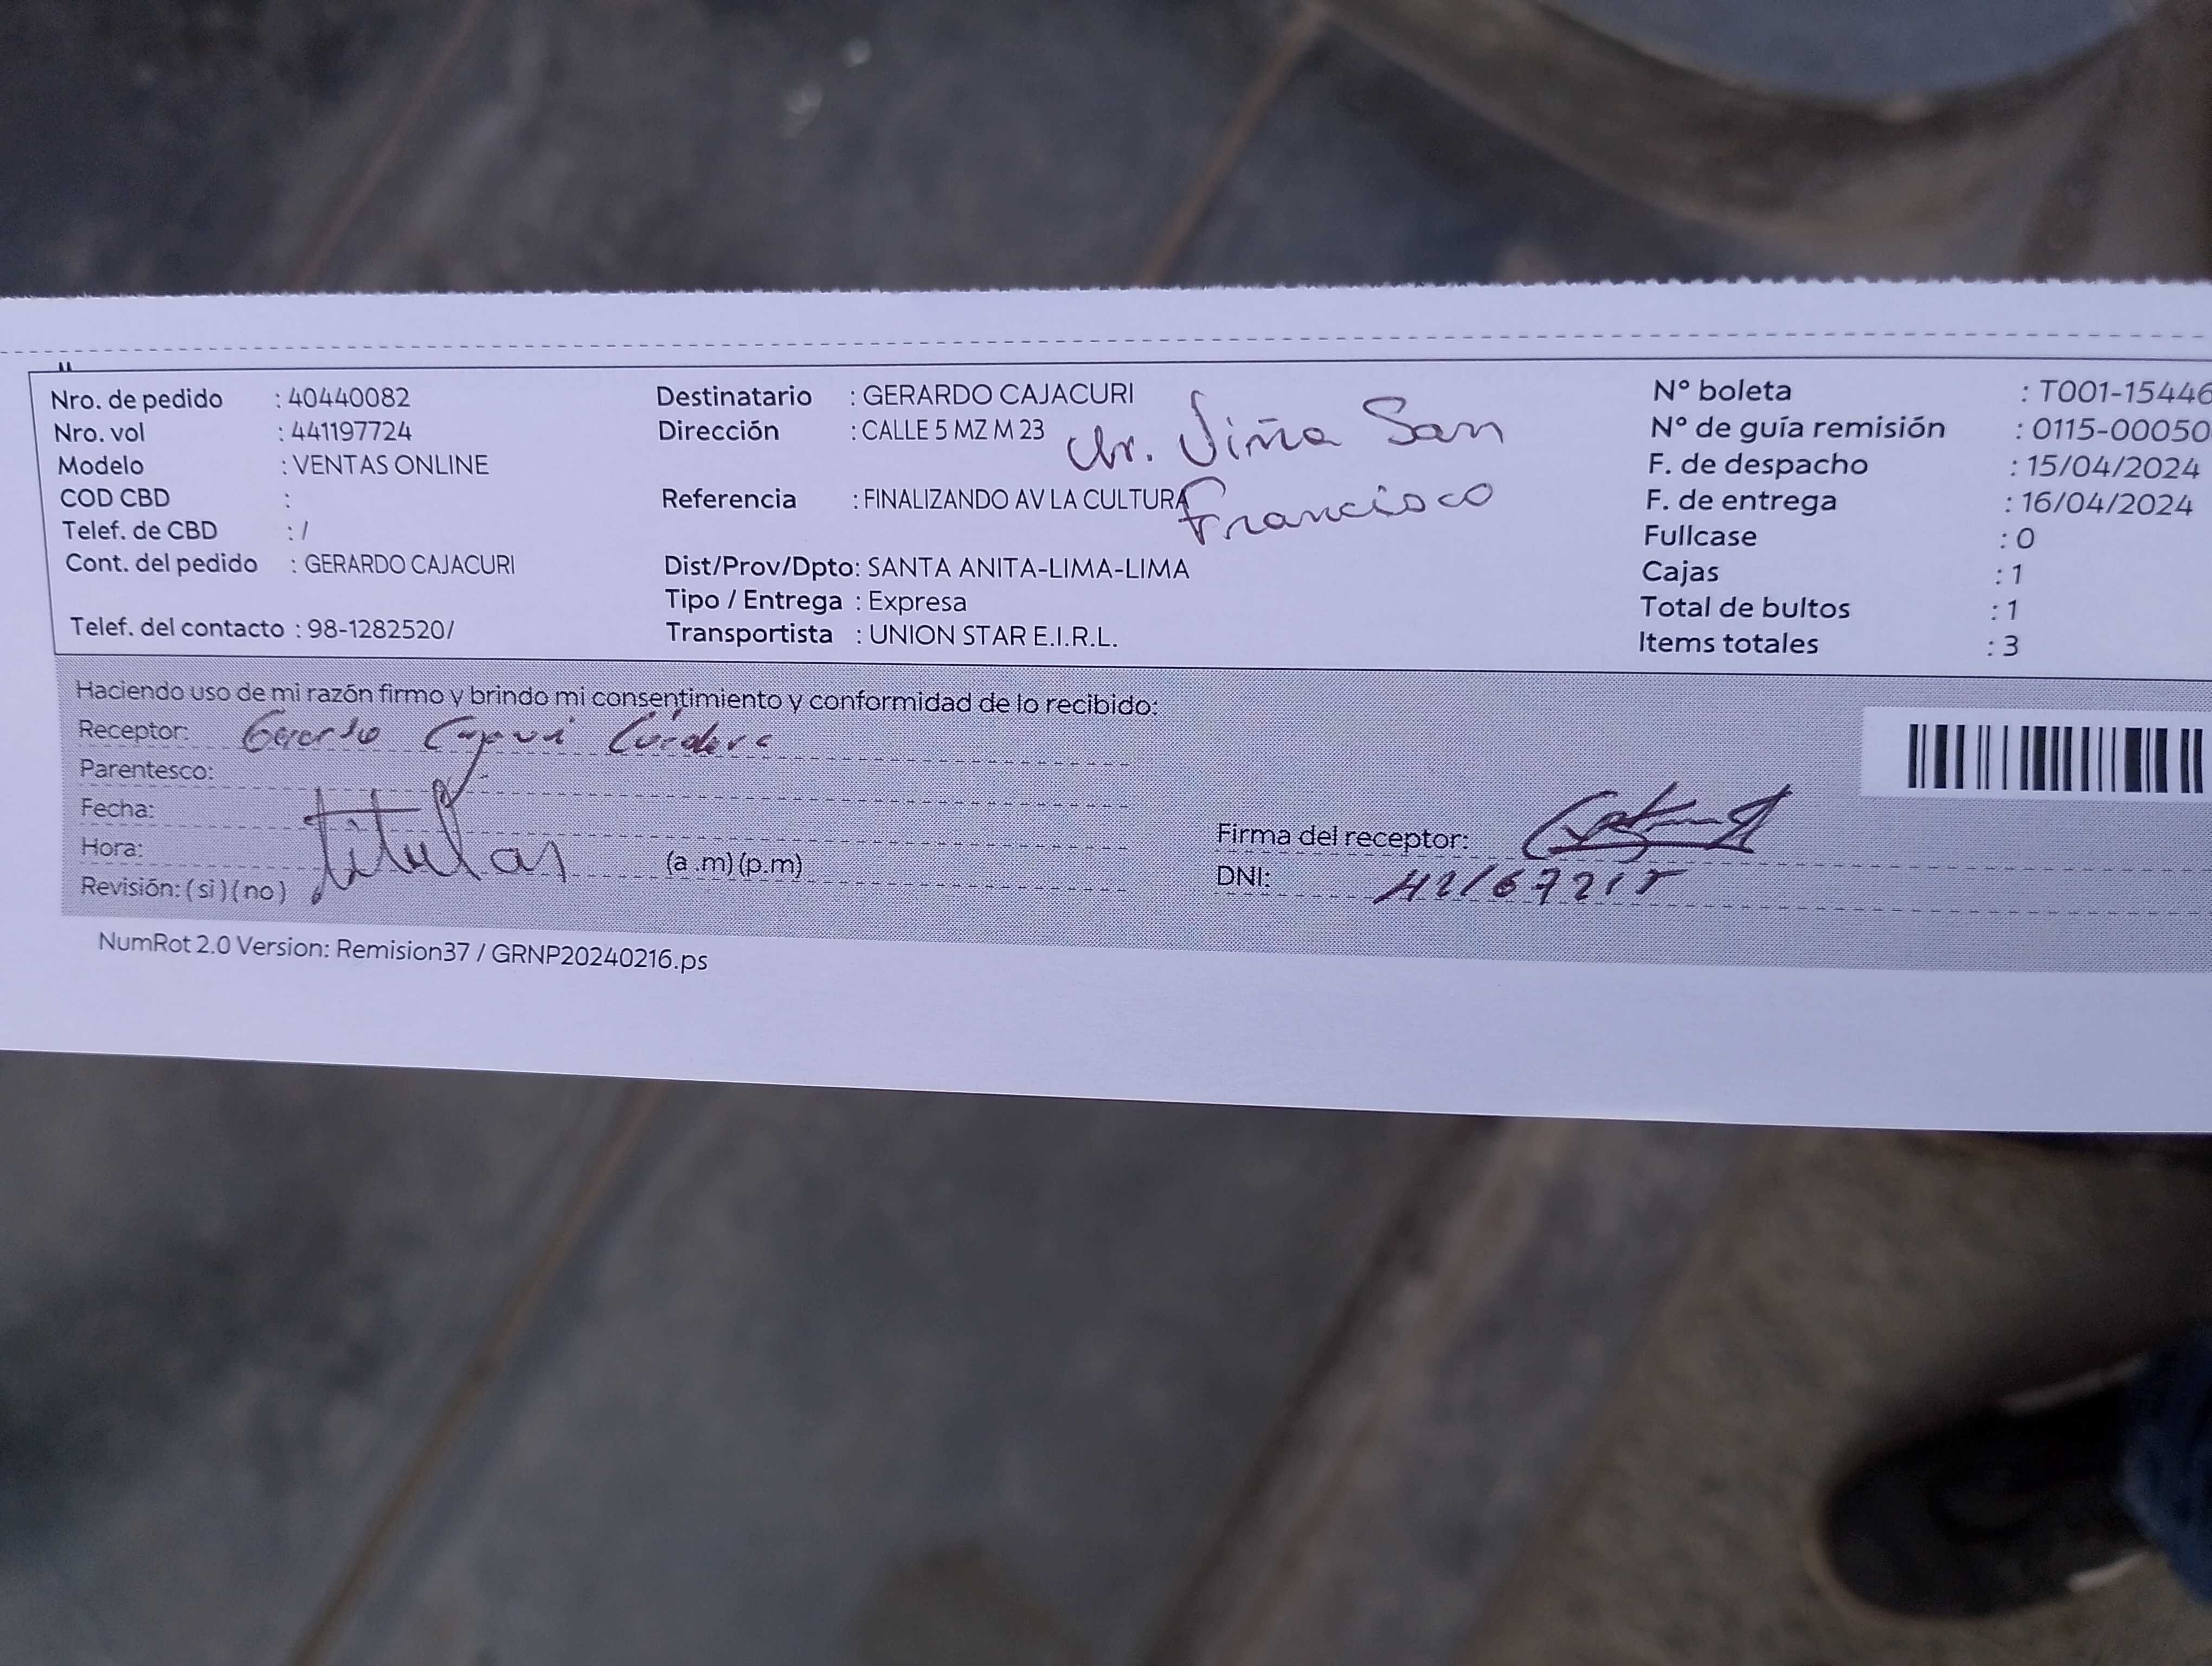 Nro. de pedido : 40440082
Nro. vol : 441197724
Modelo : VENTAS ONLINE
COD CBD :
Telef. de CBD : /
Cont. del pedido : GERARDO CAJACURI
Telef. del contacto : 98-1282520/
Destinatario : GERARDO CAJACURI
Dirección : CALLE 5 MZ M 23 Ur. Viña San
Referencia : FINALIZANDO AV LA CULTURA Francisco
Dist/Prov/Dpto: SANTA ANITA-LIMA-LIMA
Tipo / Entrega : Expresa
Transportista : UNION STAR E.I.R.L.
N° boleta : T001-15446
N° de guía remisión : 0115-00050
F. de despacho : 15/04/2024
F. de entrega : 16/04/2024
Fullcase : 0
Cajas : 1
Total de bultos : 1
Items totales : 3
Haciendo uso de mi razón firmo y brindo mi consentimiento y conformidad de lo recibido:
Receptor: Gerardo
Parentesco:
Fecha:
titular
Hora: (a .m) (p.m)
Revisión: ( si ) ( no )
Firma del receptor:
DNI:
NumRot 2.0 Version: Remision37 / GRNP20240216.ps